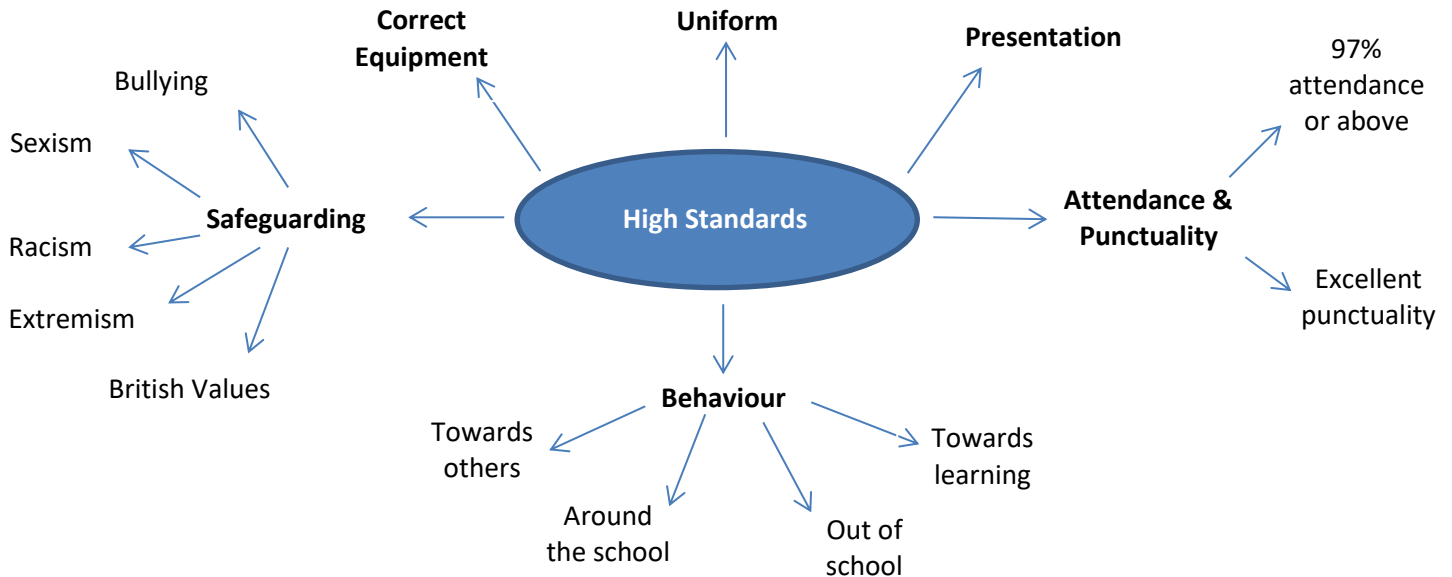 Correct
Equipment
Uniform
Presentation
97%
attendance
or above
Bullying
Sexism
Safeguarding
High Standards
Attendance &
Punctuality
Racism
Extremism
Excellent
punctuality
British Values
Behaviour
Towards
others
Towards
learning
Around
the school
Out of
school